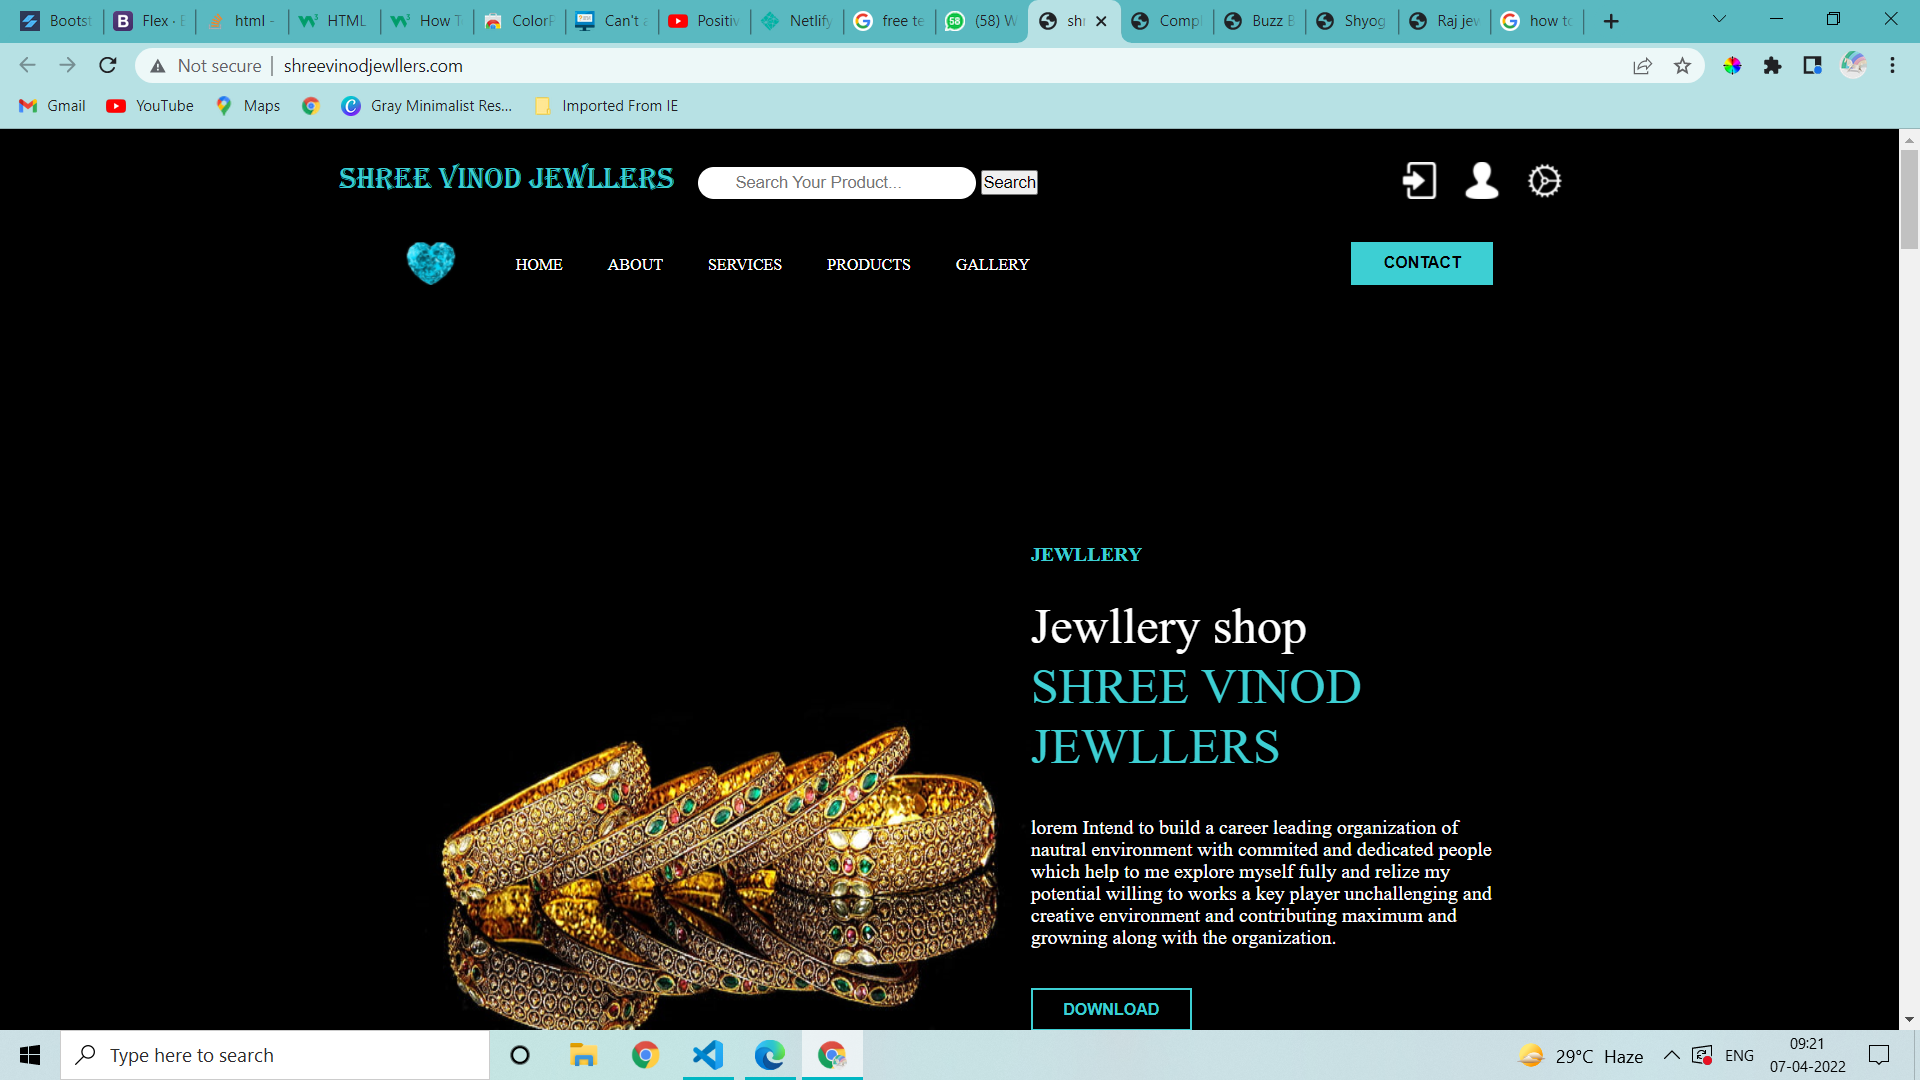 Bootst
Flex · B
html -
HTML
How T
ColorP
Can't a
Positiv
Netlify
free te
(58) W
shr
Compl
Buzz B
Shyog
Raj jew
how to
Not secure
shreevinodjewllers.com
Gmail
YouTube
Maps
Gray Minimalist Res...
Imported From IE
SHREE VINOD JEWLLERS
Search Your Product...
Search
HOME
ABOUT
SERVICES
PRODUCTS
GALLERY
CONTACT
JEWLLERY
Jewllery shop
SHREE VINOD
JEWLLERS
lorem Intend to build a career leading organization of
nautral environment with commited and dedicated people
which help to me explore myself fully and relize my
potential willing to works a key player unchallenging and
creative environment and contributing maximum and
growning along with the organization.
DOWNLOAD
Type here to search
29°C Haze
ENG
09:21
07-04-2022